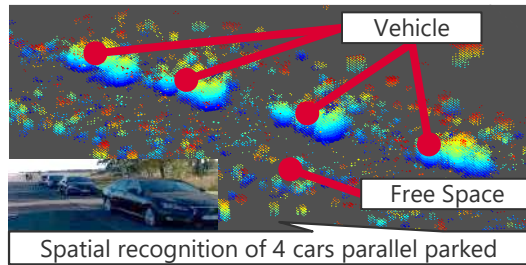 Vehicle
Free Space
Spatial recognition of 4 cars parallel parked